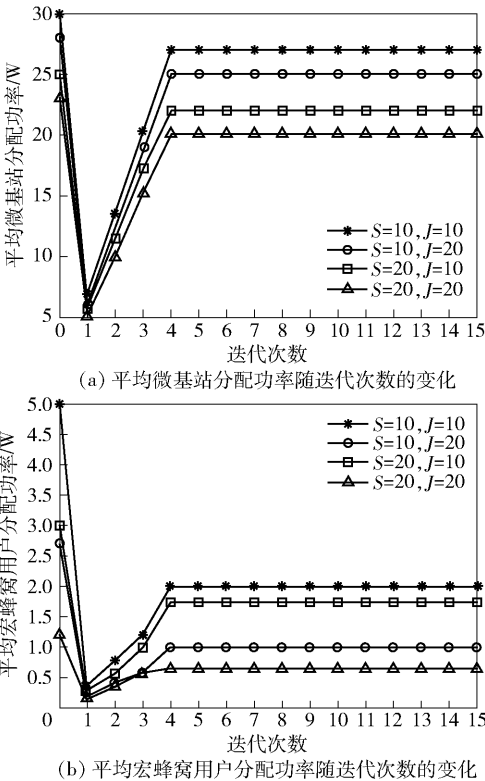 30
25
20
15
10
5
平均微基站分配功率/W
S=10,J=10
S=10,J=20
S=20,J=10
S=20,J=20
0 1 2 3 4 5 6 7 8 9 10 11 12 13 14 15
迭代次数
(a) 平均微基站分配功率随迭代次数的变化
5.0
4.5
4.0
3.5
3.0
2.5
2.0
1.5
1.0
0.5
平均宏蜂窝用户分配功率/W
S=10,J=10
S=10,J=20
S=20,J=10
S=20,J=20
0 1 2 3 4 5 6 7 8 9 10 11 12 13 14 15
迭代次数
(b) 平均宏蜂窝用户分配功率随迭代次数的变化